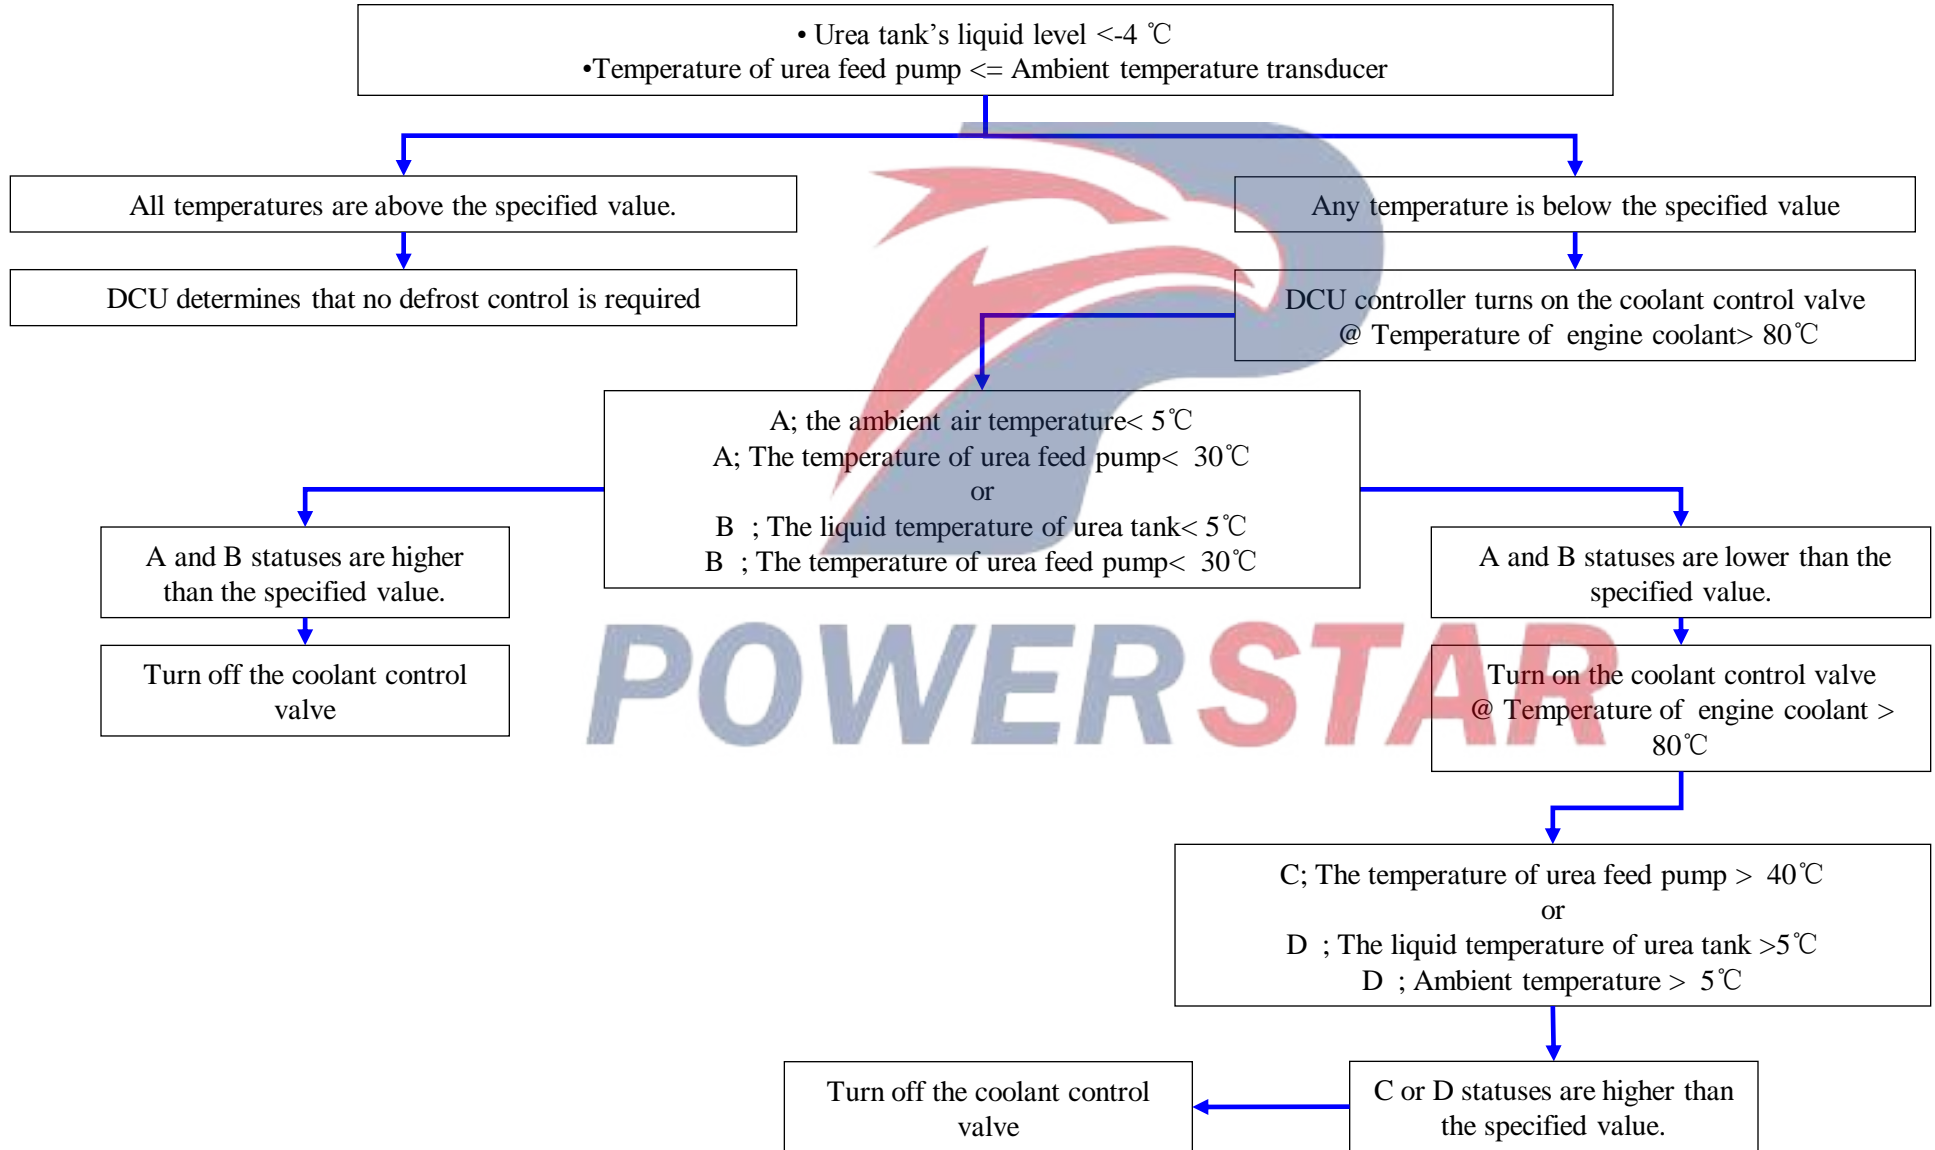 • Urea tank’s liquid level <-4 ℃
•Temperature of urea feed pump <= Ambient temperature transducer
All temperatures are above the specified value.
Any temperature is below the specified value
DCU determines that no defrost control is required
DCU controller turns on the coolant control valve
@ Temperature of engine coolant> 80℃
A; the ambient air temperature< 5℃
A; The temperature of urea feed pump< 30℃
or
B ; The liquid temperature of urea tank< 5℃
B ; The temperature of urea feed pump< 30℃
A and B statuses are higher
than the specified value.
A and B statuses are lower than the
specified value.
Turn off the coolant control
valve
Turn on the coolant control valve
@ Temperature of engine coolant >
80℃
POWERSTAR
C; The temperature of urea feed pump > 40℃
or
D ; The liquid temperature of urea tank >5℃
D ; Ambient temperature > 5℃
Turn off the coolant control
valve
C or D statuses are higher than
the specified value.